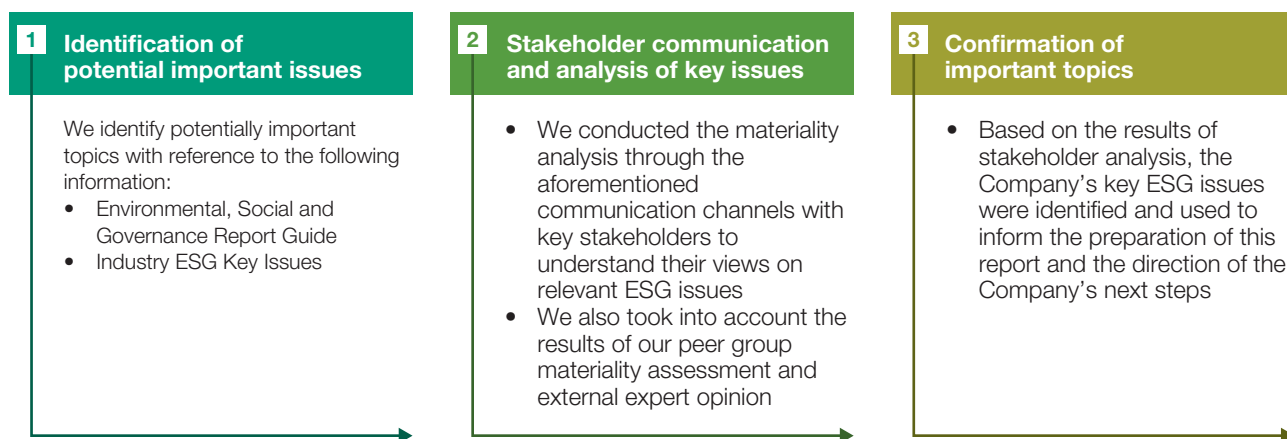 1
Identification of
potential important issues
We identify potentially important
topics with reference to the following
information:
• Environmental, Social and
Governance Report Guide
• Industry ESG Key Issues
2
Stakeholder communication
and analysis of key issues
• We conducted the materiality
analysis through the
aforementioned
communication channels with
key stakeholders to
understand their views on
relevant ESG issues
• We also took into account the
results of our peer group
materiality assessment and
external expert opinion
3
Confirmation of
important topics
• Based on the results of
stakeholder analysis, the
Company’s key ESG issues
were identified and used to
inform the preparation of this
report and the direction of the
Company’s next steps